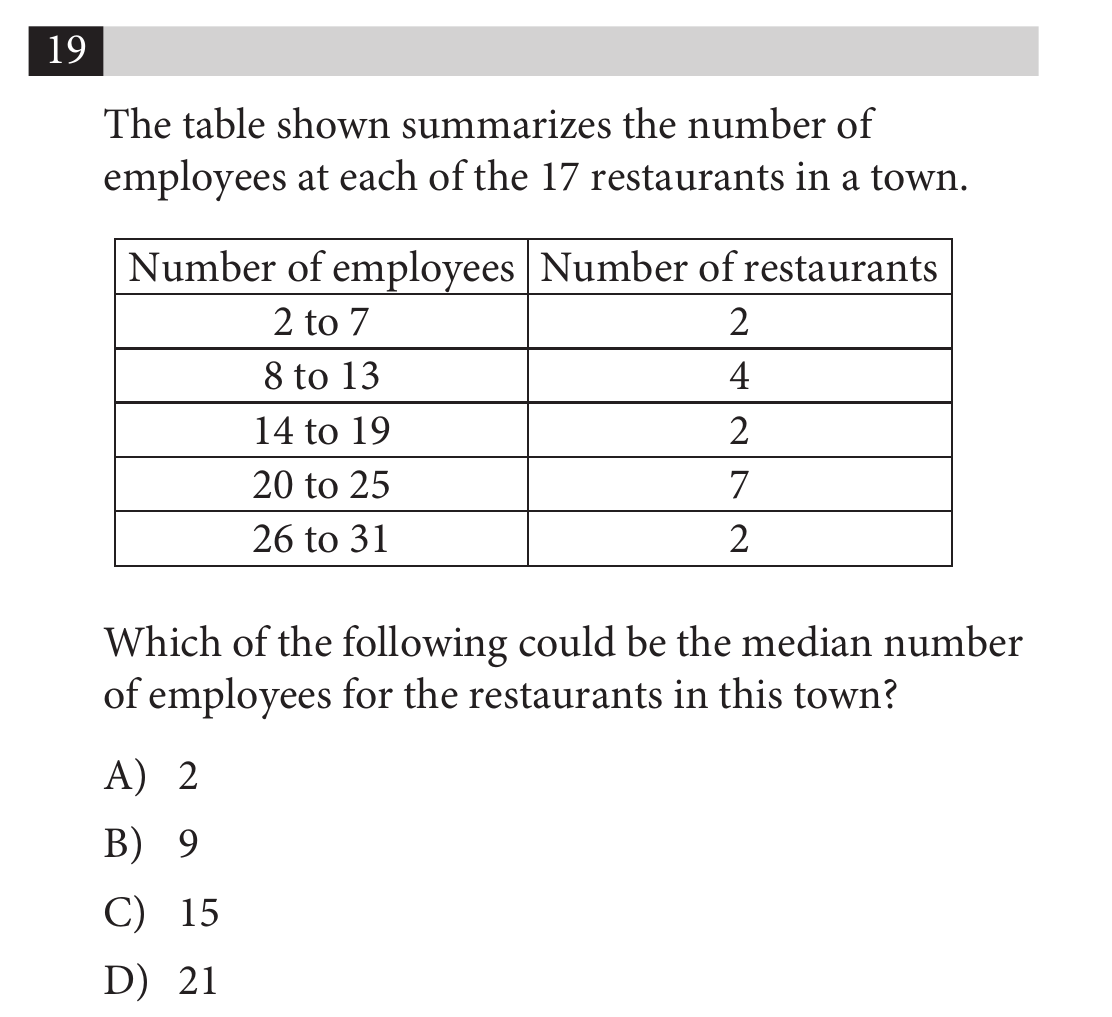 19
The table shown summarizes the number of
employees at each of the 17 restaurants in a town.
Number of employees Number of restaurants
2 to 7 2
8 to 13 4
14 to 19 2
20 to 25 7
26 to 31 2
Which of the following could be the median number
of employees for the restaurants in this town?
A) 2
B) 9
C) 15
D) 21